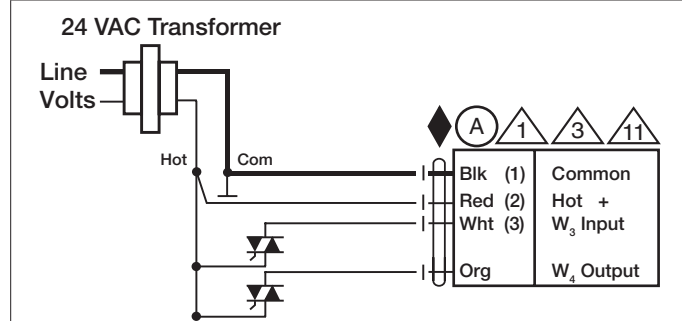 24 VAC Transformer
Line
Volts
Hot
Com
A
1
3
11
Blk (1) Common
Red (2) Hot +
Wht (3) W₃ Input
Org W₄ Output